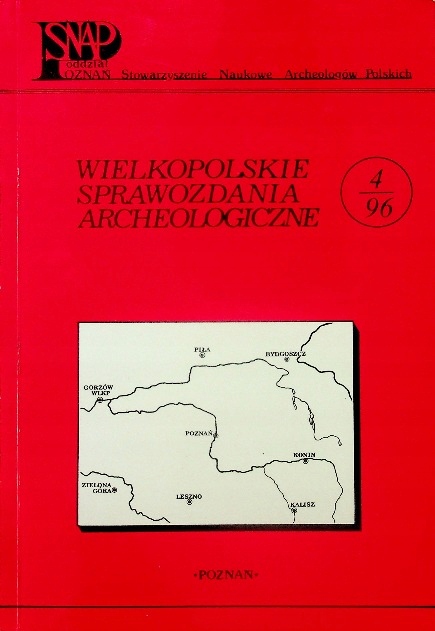 SNAP
oddział
POZNAŃ Stowarzyszenie Naukowe Archeologów Polskich
WIELKOPOLSKIE
SPRAWOZDANIA
ARCHEOLOGICZNE
4
96
PIŁA
BYDGOSZCZ
GORZÓW
WLKP
POZNAŃ
KONIN
ZIELONA
GÓRA
LESZNO
KALISZ
•POZNAŃ•